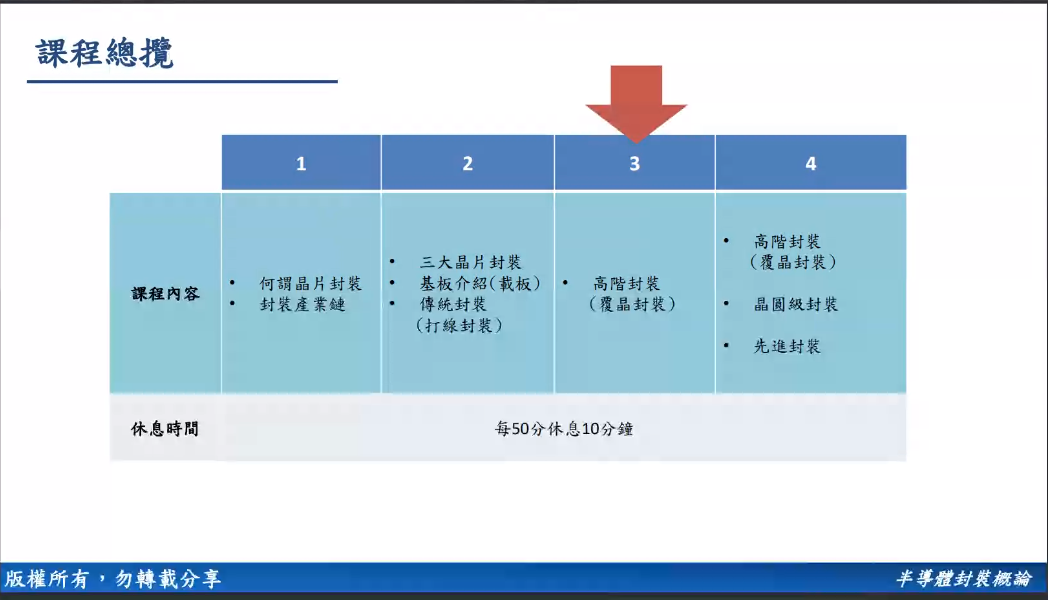 課程總攬
1
2
3
4
課程內容
• 何謂晶片封裝
• 封裝產業鏈
• 三大晶片封裝
• 基板介紹(載板)
• 傳統封裝
(打線封裝)
• 高階封裝
(覆晶封裝)
• 高階封裝
(覆晶封裝)
• 晶圓級封裝
• 先進封裝
休息時間
每50分休息10分鐘
版權所有，勿轉載分享
半導體封裝概論